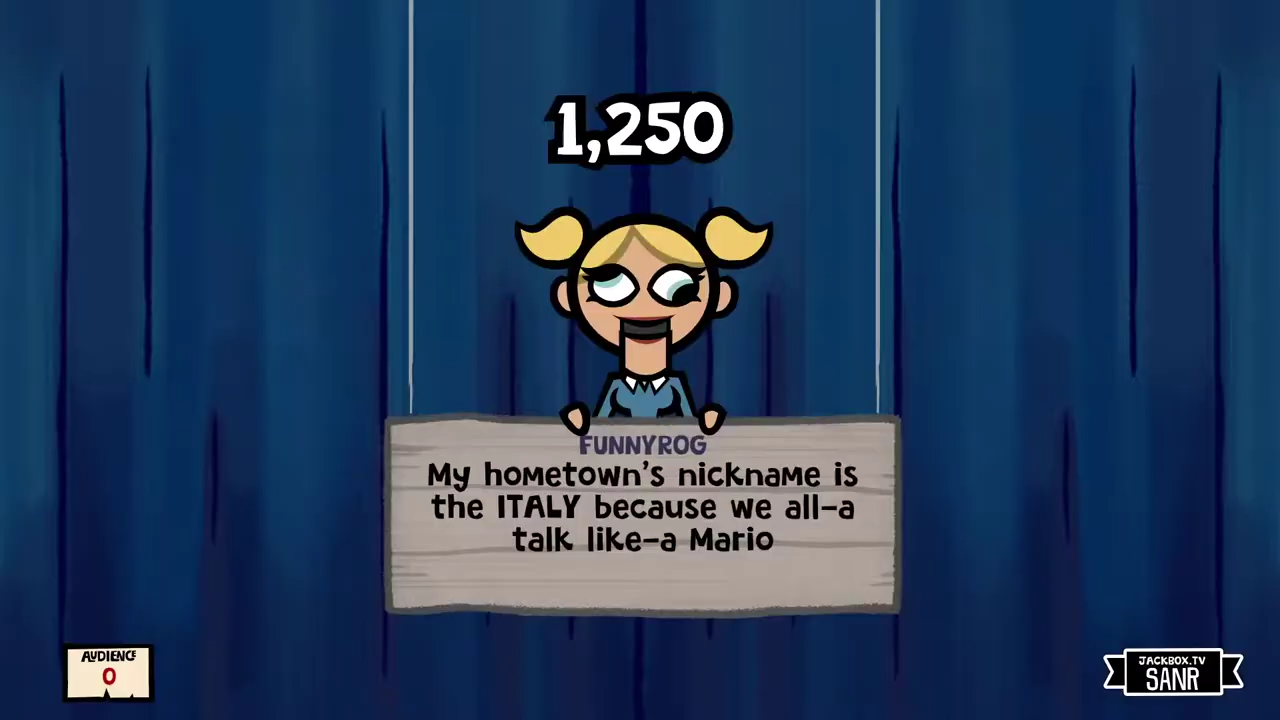 1,250
FUNNYROG
My hometown's nickname is
the ITALY because we all-a
talk like-a Mario
AUDIENCE
0
JACKBOX.TV
SANR